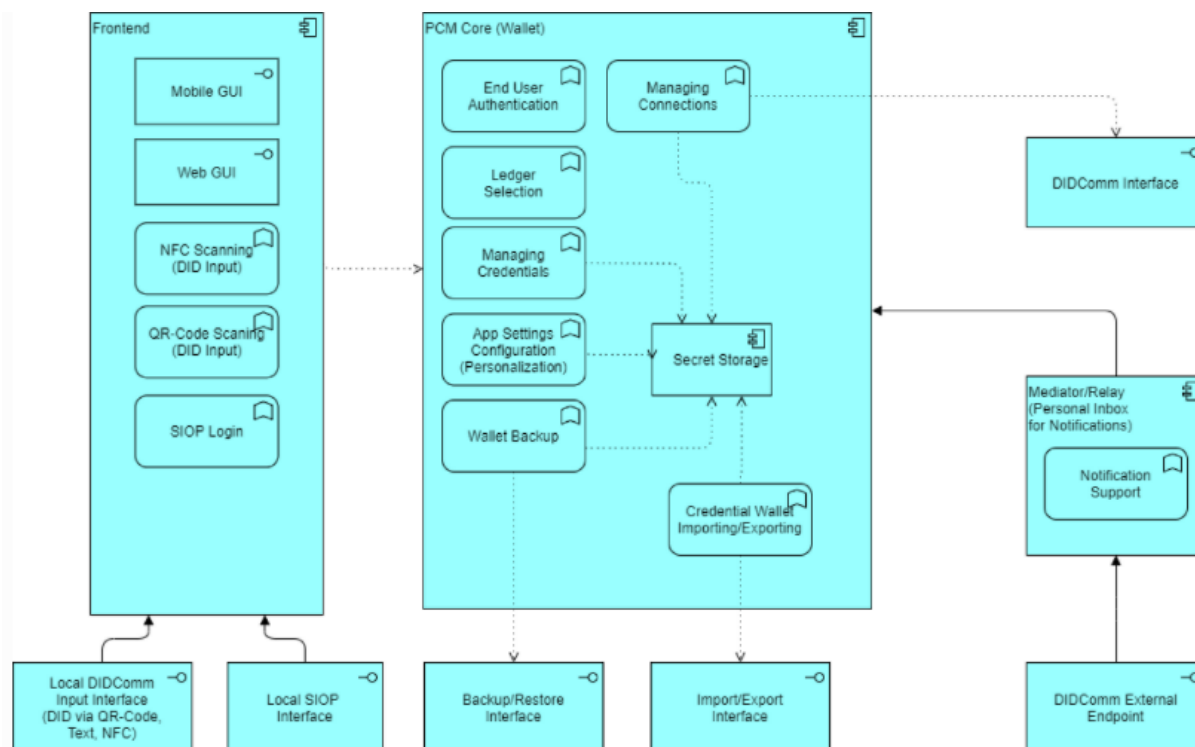 Frontend
Mobile GUI
Web GUI
NFC Scanning
(DID Input)
QR-Code Scaning
(DID Input)
SIOP Login
PCM Core (Wallet)
End User
Authentication
Managing
Connections
Ledger
Selection
Managing
Credentials
App Settings
Configuration
(Personalization)
Secret Storage
Wallet Backup
Credential Wallet
Importing/Exporting
DIDComm Interface
Mediator/Relay
(Personal Inbox
for Notifications)
Notification
Support
Local DIDComm
Input Interface
(DID via QR-Code,
Text, NFC)
Local SIOP
Interface
Backup/Restore
Interface
Import/Export
Interface
DIDComm External
Endpoint